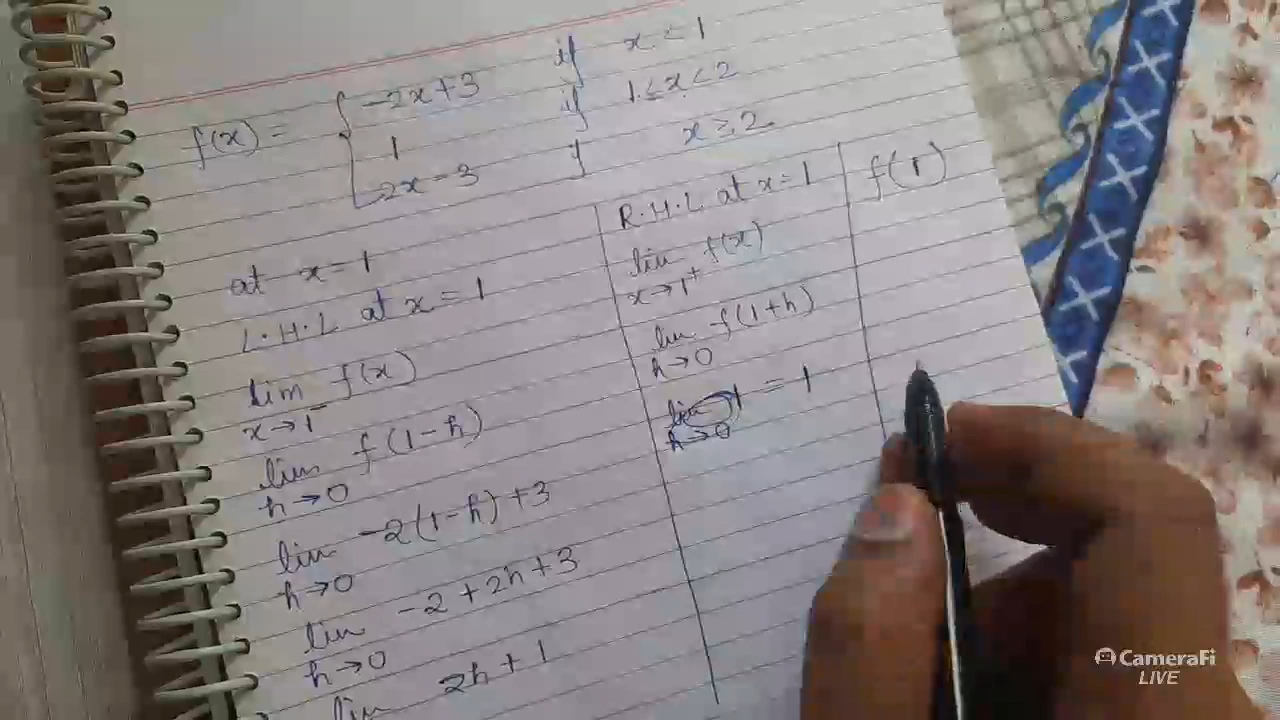 f(x) = { -2x+3 if x < 1
1 if 1 ≤ x < 2
2x - 3 if x ≥ 2
at x = 1
L.H.L at x = 1
lim f(x)
x→1⁻
lim f(1-h)
h→0
lim -2(1-h)+3
h→0
lim -2+2h+3
h→0
lim 2h+1
R.H.L at x=1
lim f(x)
x→1⁺
lim f(1+h)
h→0
lim 1 = 1
h→0
f(1)
CameraFi
LIVE